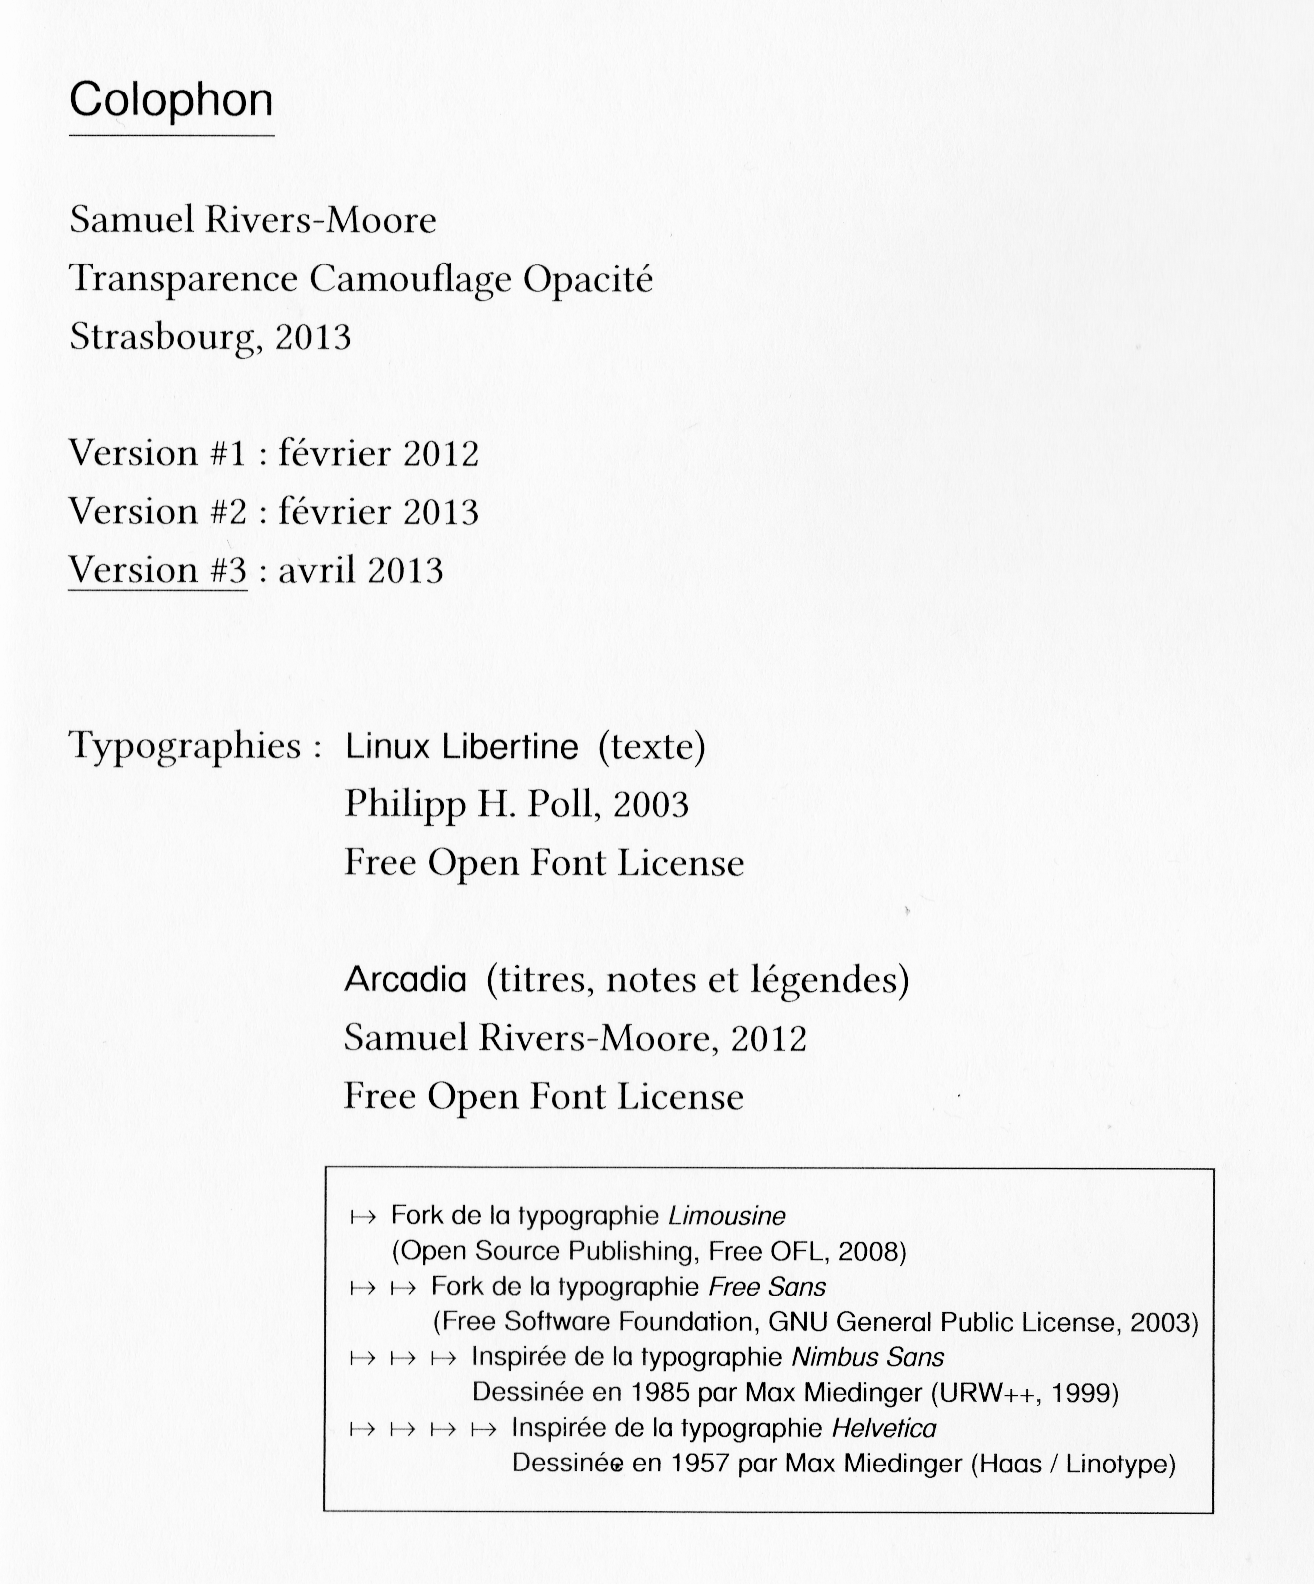 Colophon
Samuel Rivers-Moore
Transparence Camouflage Opacité
Strasbourg, 2013
Version #1 : février 2012
Version #2 : février 2013
Version #3 : avril 2013
Typographies : Linux Libertine (texte)
Philipp H. Poll, 2003
Free Open Font License
Arcadia (titres, notes et légendes)
Samuel Rivers-Moore, 2012
Free Open Font License
↦ Fork de la typographie Limousine
(Open Source Publishing, Free OFL, 2008)
↦ ↦ Fork de la typographie Free Sans
(Free Software Foundation, GNU General Public License, 2003)
↦ ↦ ↦ Inspirée de la typographie Nimbus Sans
Dessinée en 1985 par Max Miedinger (URW++, 1999)
↦ ↦ ↦ ↦ Inspirée de la typographie Helvetica
Dessinée en 1957 par Max Miedinger (Haas / Linotype)